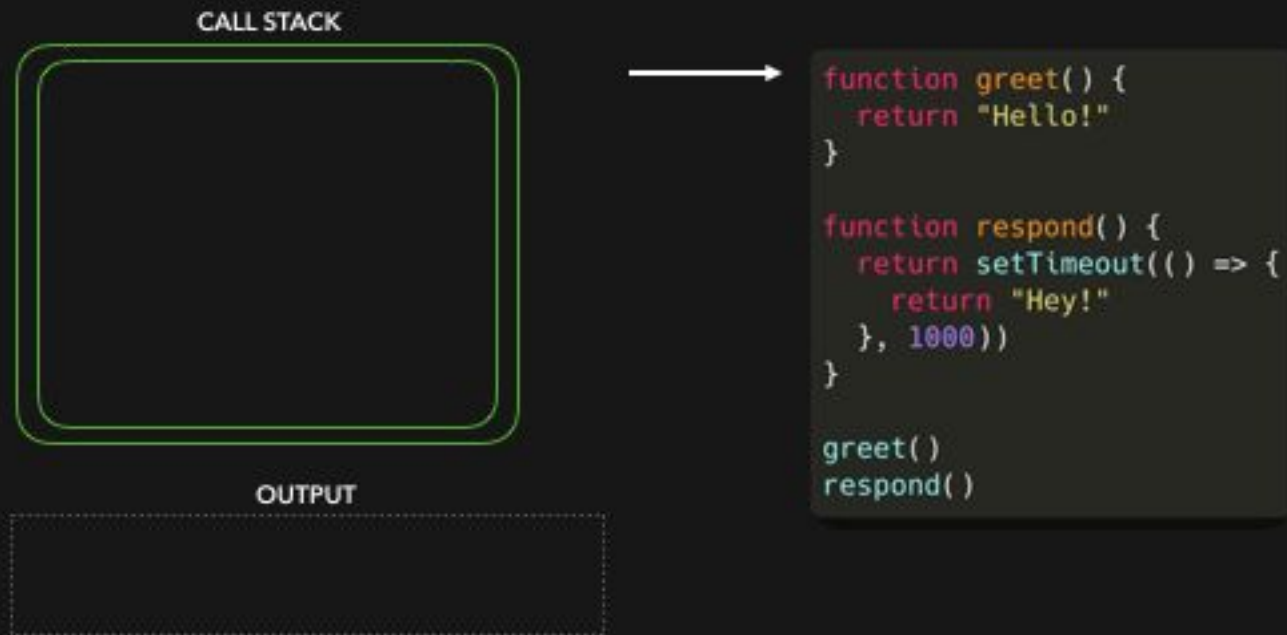 CALL STACK
function greet() {
  return "Hello!"
}
function respond() {
  return setTimeout(() => {
    return "Hey!"
  }, 1000))
}
greet()
respond()
OUTPUT